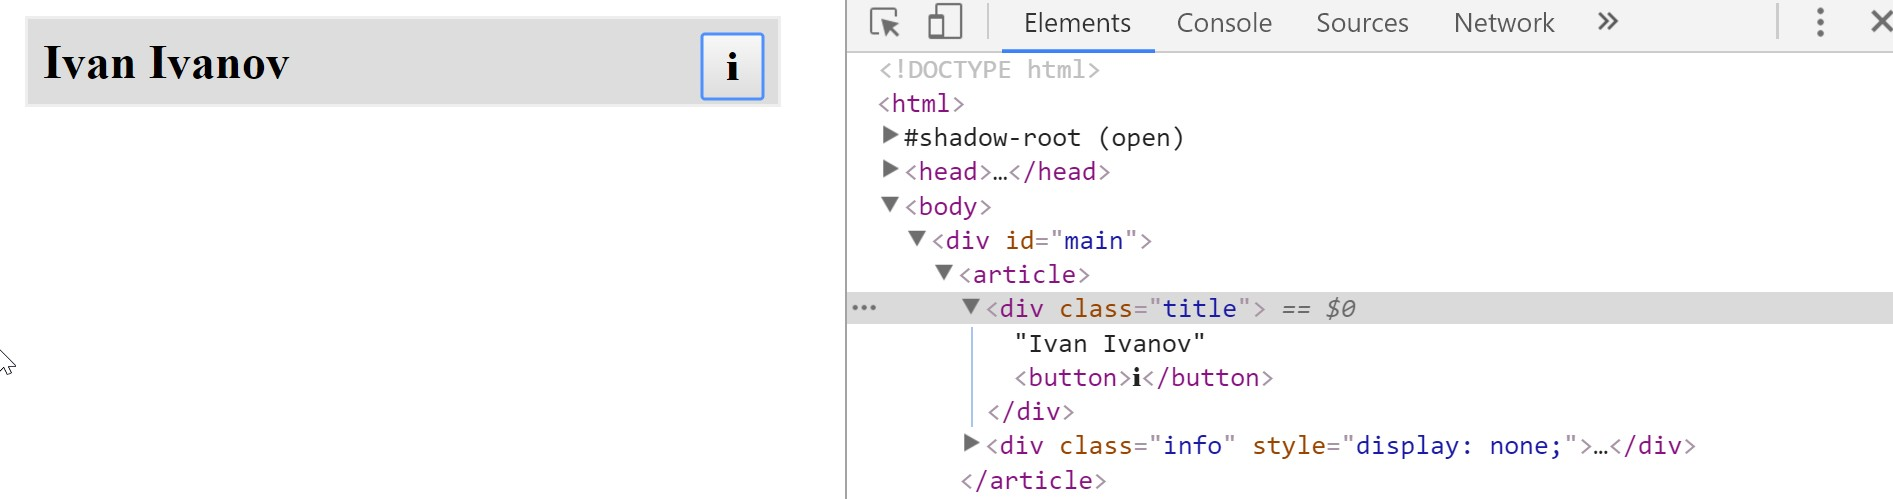 Ivan Ivanov
ℹ
Elements Console Sources Network »
<!DOCTYPE html>
<html>
#shadow-root (open)
<head>…</head>
<body>
<div id="main">
<article>
<div class="title"> == $0
"Ivan Ivanov"
<button>ℹ</button>
</div>
<div class="info" style="display: none;">…</div>
</article>